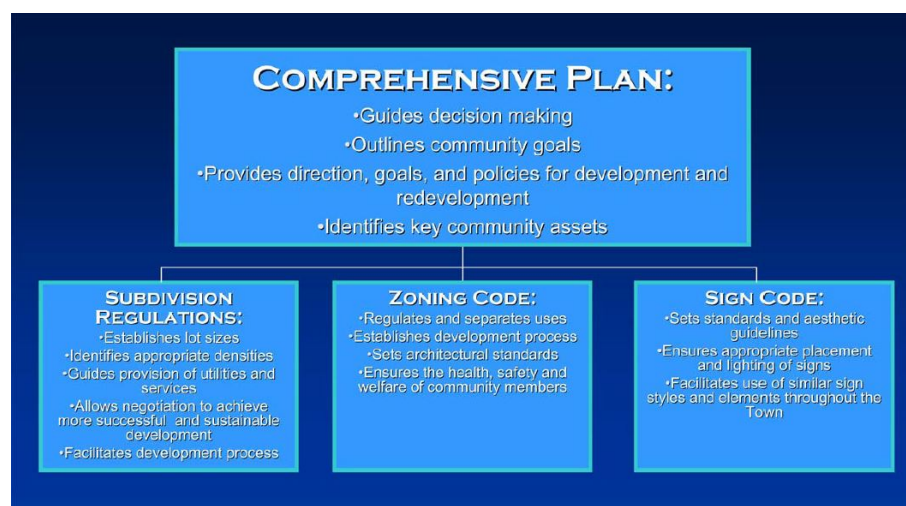 COMPREHENSIVE PLAN:
•Guides decision making
•Outlines community goals
•Provides direction, goals, and policies for development and
redevelopment
•Identifies key community assets
SUBDIVISION
REGULATIONS:
•Establishes lot sizes
•Identifies appropriate densities
•Guides provision of utilities and
services
•Allows negotiation to achieve
more successful and sustainable
development
•Facilitates development process
ZONING CODE:
•Regulates and separates uses
•Establishes development process
•Sets architectural standards
•Ensures the health, safety and
welfare of community members
SIGN CODE:
•Sets standards and aesthetic
guidelines
•Ensures appropriate placement
and lighting of signs
•Facilitates use of similar sign
styles and elements throughout the
Town